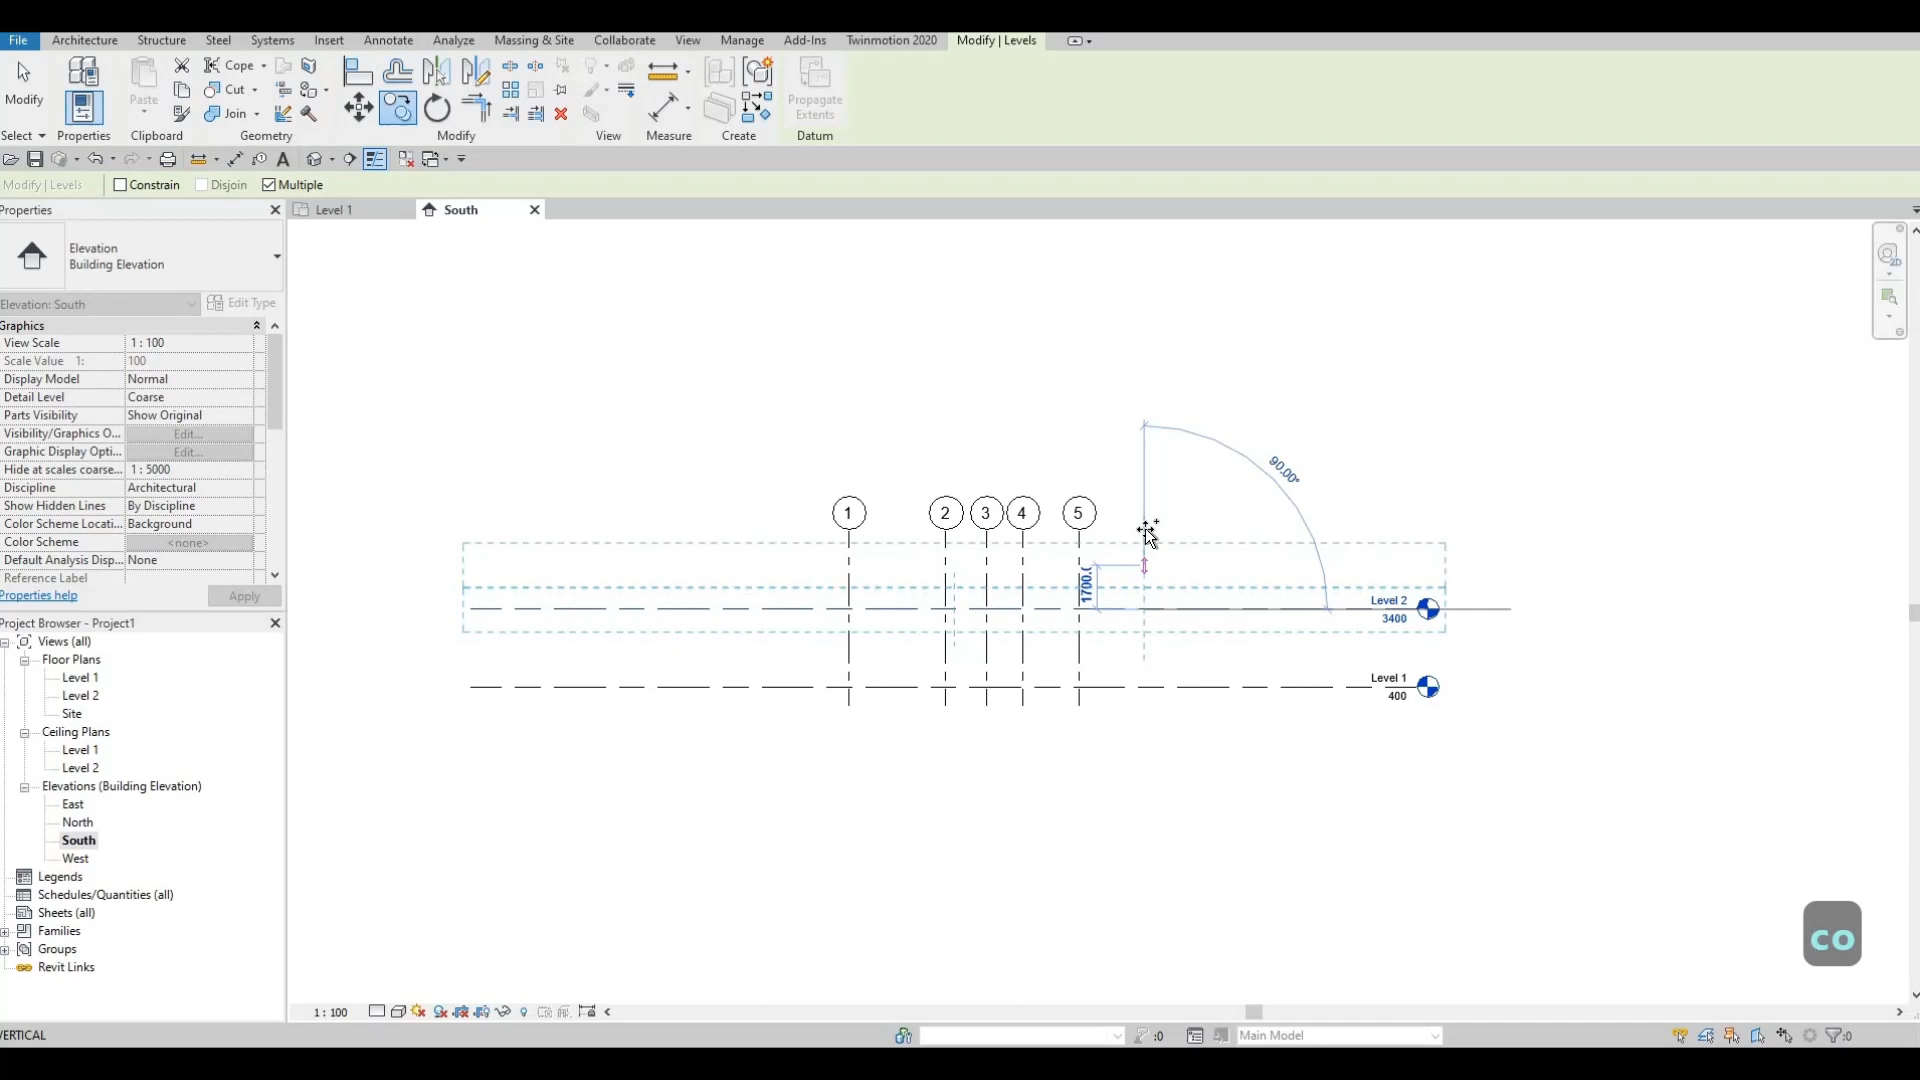 File Architecture Structure Steel Systems Insert Annotate Analyze Massing & Site Collaborate View Manage Add-Ins Twinmotion 2020 Modify | Levels
Modify Paste Cope Cut Join Propagate Extents
Select Properties Clipboard Geometry Modify View Measure Create Datum
Modify | Levels Constrain Disjoin Multiple
Properties
Level 1
South
Elevation
Building Elevation
Elevation: South Edit Type
Graphics
View Scale 1 : 100
Scale Value 1: 100
Display Model Normal
Detail Level Coarse
Parts Visibility Show Original
Visibility/Graphics O... Edit...
Graphic Display Opti... Edit...
Hide at scales coarse... 1 : 5000
Discipline Architectural
Show Hidden Lines By Discipline
Color Scheme Locati... Background
Color Scheme <none>
Default Analysis Disp... None
Reference Label
Properties help Apply
Project Browser - Project1
Views (all)
Floor Plans
Level 1
Level 2
Site
Ceiling Plans
Level 1
Level 2
Elevations (Building Elevation)
East
North
South
West
Legends
Schedules/Quantities (all)
Sheets (all)
Families
Groups
Revit Links
90.00°
1 2 3 4 5
1700.(
Level 2
3400
Level 1
400
2D
co
1 : 100
VERTICAL
:0
Main Model
:0